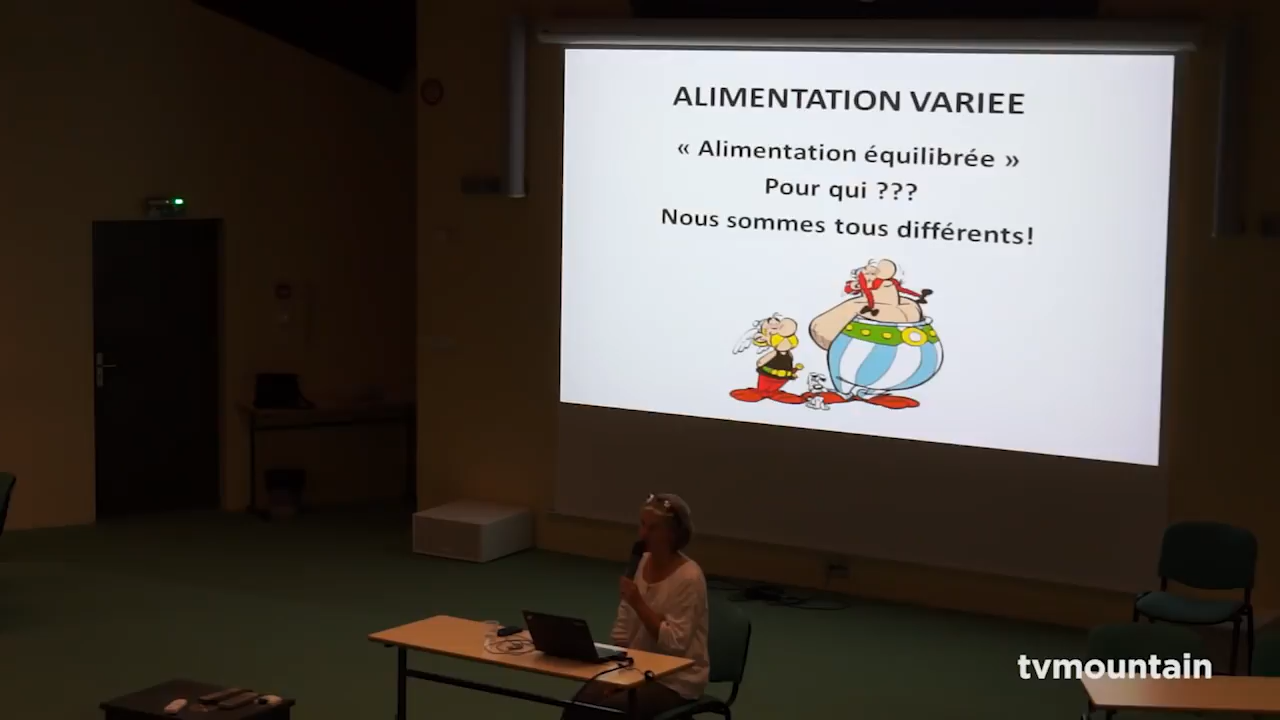 ALIMENTATION VARIEE
« Alimentation équilibrée »
Pour qui ???
Nous sommes tous différents!
tvmountain